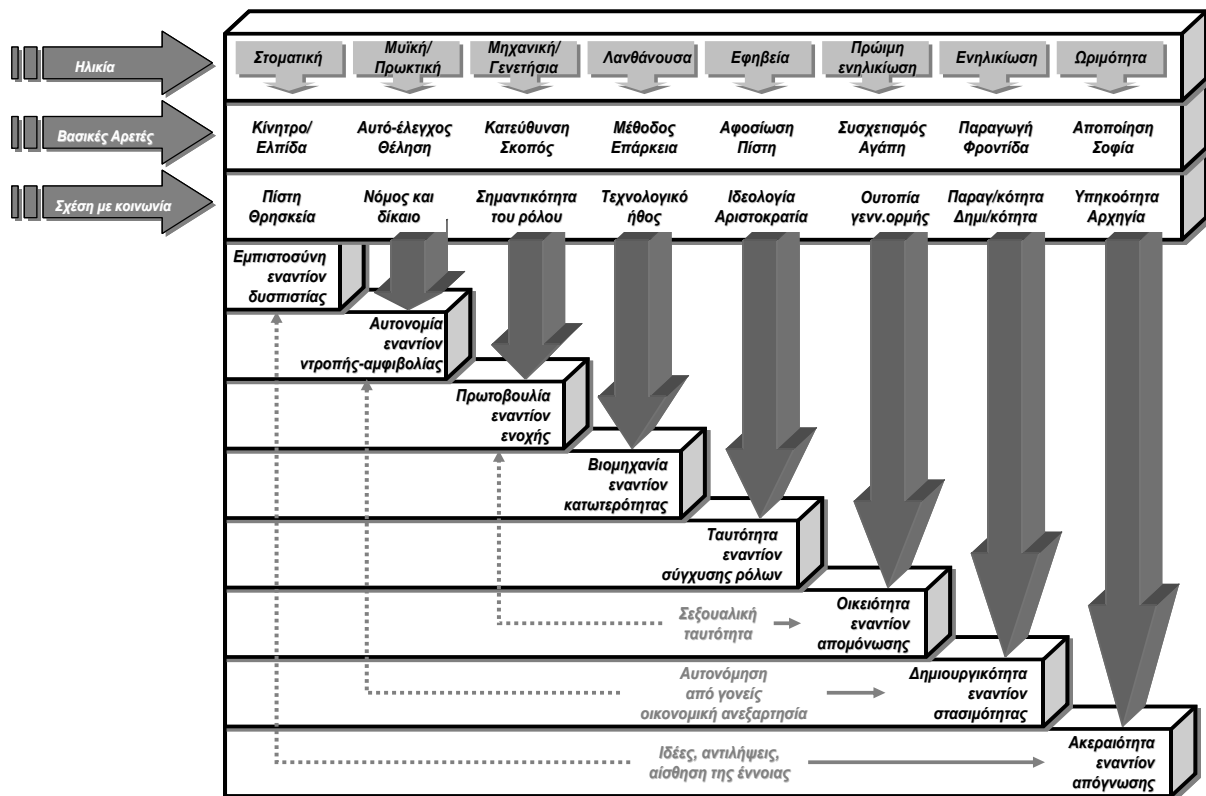 Ηλικία
Στοματική
Μυϊκή/
Πρωκτική
Μηχανική/
Γενετήσια
Λανθάνουσα
Εφηβεία
Πρώιμη
ενηλικίωση
Ενηλικίωση
Ωριμότητα
Βασικές Αρετές
Κίνητρο/
Ελπίδα
Αυτό-έλεγχος
Θέληση
Κατεύθυνση
Σκοπός
Μέθοδος
Επάρκεια
Αφοσίωση
Πίστη
Συσχετισμός
Αγάπη
Παραγωγή
Φροντίδα
Αποποίηση
Σοφία
Σχέση με κοινωνία
Πίστη
Θρησκεία
Νόμος και
δίκαιο
Σημαντικότητα
του ρόλου
Τεχνολογικό
ήθος
Ιδεολογία
Αριστοκρατία
Ουτοπία
γενν.ορμής
Παραγ/κότητα
Δημι/κότητα
Υπηκοότητα
Αρχηγία
Εμπιστοσύνη
εναντίον
δυσπιστίας
Αυτονομία
εναντίον
ντροπής-αμφιβολίας
Πρωτοβουλία
εναντίον
ενοχής
Βιομηχανία
εναντίον
κατωτερότητας
Ταυτότητα
εναντίον
σύγχυσης ρόλων
Σεξουαλική
ταυτότητα
Οικειότητα
εναντίον
απομόνωσης
Αυτονόμηση
από γονείς
οικονομική ανεξαρτησία
Δημιουργικότητα
εναντίον
στασιμότητας
Ιδέες, αντιλήψεις,
αίσθηση της έννοιας
Ακεραιότητα
εναντίον
απόγνωσης